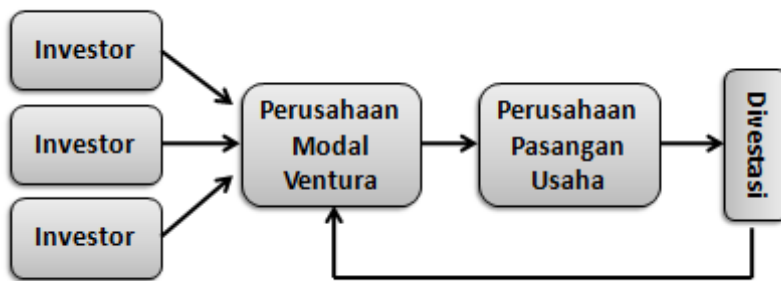 Investor
Investor
Investor
Perusahaan
Modal
Ventura
Perusahaan
Pasangan
Usaha
Divestasi